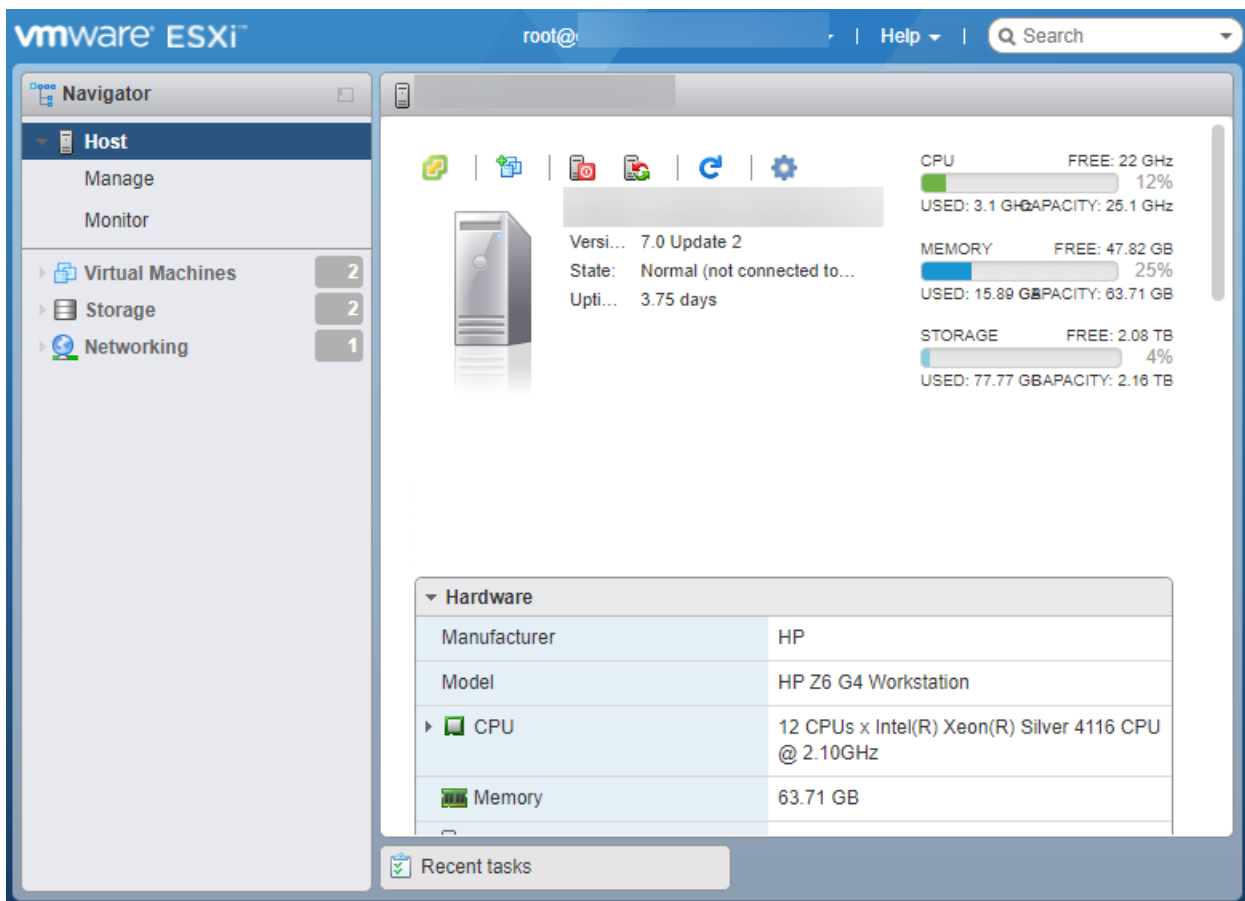 vmware® ESXi™
root@ | Help | Search
Navigator
Host
Manage
Monitor
Virtual Machines 2
Storage 2
Networking 1
Versi... 7.0 Update 2
State: Normal (not connected to...
Upti... 3.75 days
CPU FREE: 22 GHz
12%
USED: 3.1 GHz CAPACITY: 25.1 GHz
MEMORY FREE: 47.82 GB
25%
USED: 15.89 GB CAPACITY: 63.71 GB
STORAGE FREE: 2.08 TB
4%
USED: 77.77 GB CAPACITY: 2.16 TB
Hardware
Manufacturer HP
Model HP Z6 G4 Workstation
CPU 12 CPUs x Intel(R) Xeon(R) Silver 4116 CPU
@ 2.10GHz
Memory 63.71 GB
Recent tasks